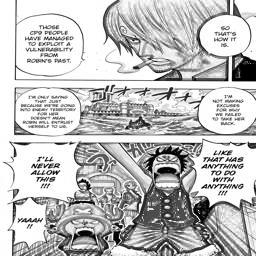 SO
THAT'S
HOW IT
IS.
THOSE
CP9 PEOPLE
HAVE MANAGED
TO EXPLOIT A
VULNERABILITY
FROM
ROBIN'S PAST.
I'M NOT
MAKING
EXCUSES
FOR WHY
WE FAILED
TO TAKE HER
BACK.
I'M ONLY SAYING
THAT JUST
BECAUSE WE'RE GOING
INTO ENEMY TERRITORY
FOR HER
DOESN'T MEAN
ROBIN WILL ENTRUST
HERSELF TO US.
LIKE
THAT HAS
ANYTHING
TO DO
WITH
ANYTHING
!!!
I'LL
NEVER
ALLOW
THIS
!!!
YAAAH
!!